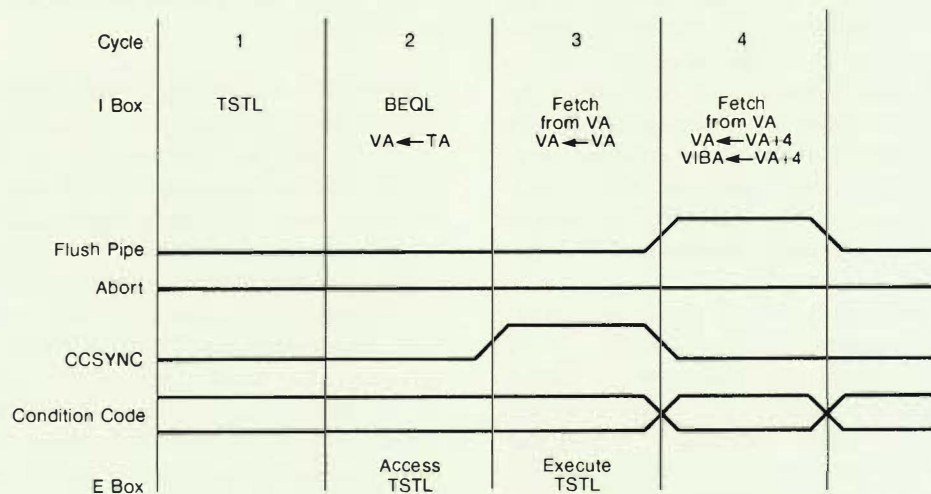 Cycle 1 2 3 4
I Box TSTL BEQL Fetch Fetch
from VA from VA
VA←TA VA←VA VA←VA+4
VIBA←VA+4
Flush Pipe
Abort
CCSYNC
Condition Code
Access Execute
E Box TSTL TSTL